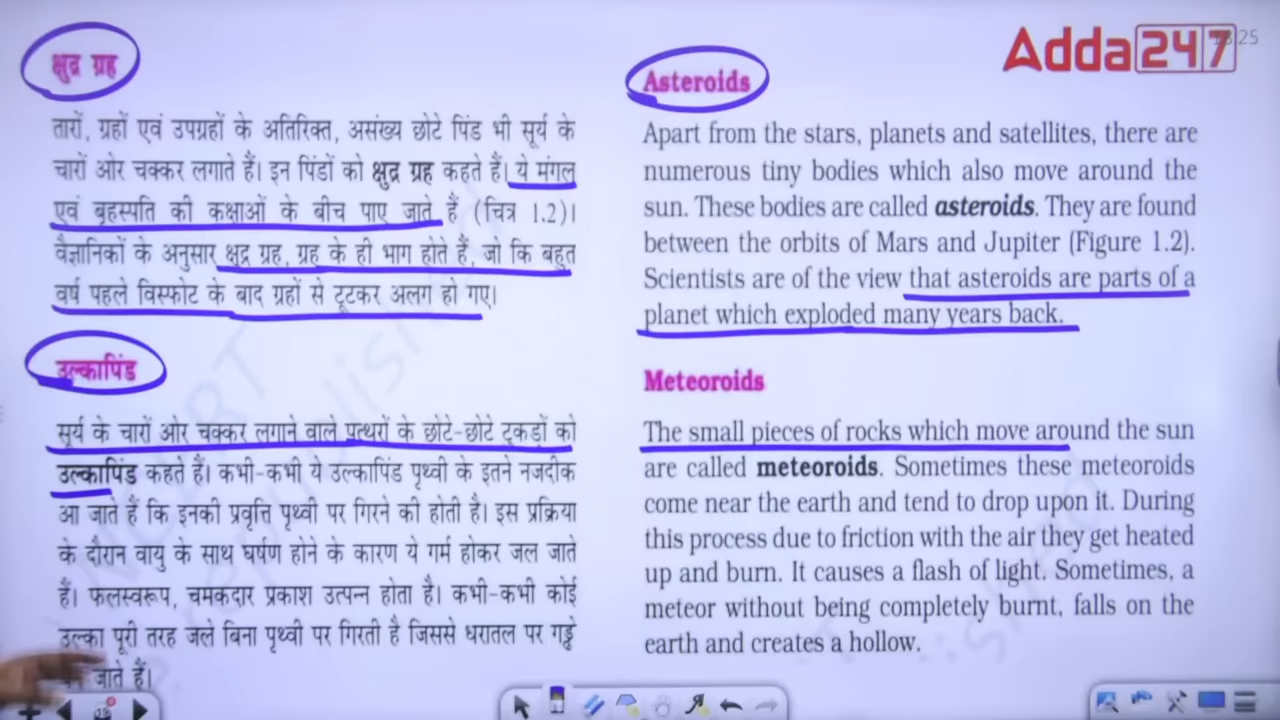 क्षुद्र ग्रह
तारों, ग्रहों एवं उपग्रहों के अतिरिक्त, असंख्य छोटे पिंड भी सूर्य के
चारों ओर चक्कर लगाते हैं। इन पिंडों को क्षुद्र ग्रह कहते हैं। ये मंगल
एवं बृहस्पति की कक्षाओं के बीच पाए जाते हैं (चित्र 1.2)।
वैज्ञानिकों के अनुसार क्षुद्र ग्रह, ग्रह के ही भाग होते हैं, जो कि बहुत
वर्ष पहले विस्फोट के बाद ग्रहों से टूटकर अलग हो गए।
उल्कापिंड
सूर्य के चारों ओर चक्कर लगाने वाले पत्थरों के छोटे-छोटे टुकड़ों को
उल्कापिंड कहते हैं। कभी-कभी ये उल्कापिंड पृथ्वी के इतने नजदीक
आ जाते हैं कि इनकी प्रवृत्ति पृथ्वी पर गिरने की होती है। इस प्रक्रिया
के दौरान वायु के साथ घर्षण होने के कारण ये गर्म होकर जल जाते
हैं। फलस्वरूप, चमकदार प्रकाश उत्पन्न होता है। कभी-कभी कोई
उल्का पूरी तरह जले बिना पृथ्वी पर गिरती है जिससे धरातल पर गड्ढे
जाते हैं।
Adda247
Asteroids
Apart from the stars, planets and satellites, there are
numerous tiny bodies which also move around the
sun. These bodies are called asteroids. They are found
between the orbits of Mars and Jupiter (Figure 1.2).
Scientists are of the view that asteroids are parts of a
planet which exploded many years back.
Meteoroids
The small pieces of rocks which move around the sun
are called meteoroids. Sometimes these meteoroids
come near the earth and tend to drop upon it. During
this process due to friction with the air they get heated
up and burn. It causes a flash of light. Sometimes, a
meteor without being completely burnt, falls on the
earth and creates a hollow.